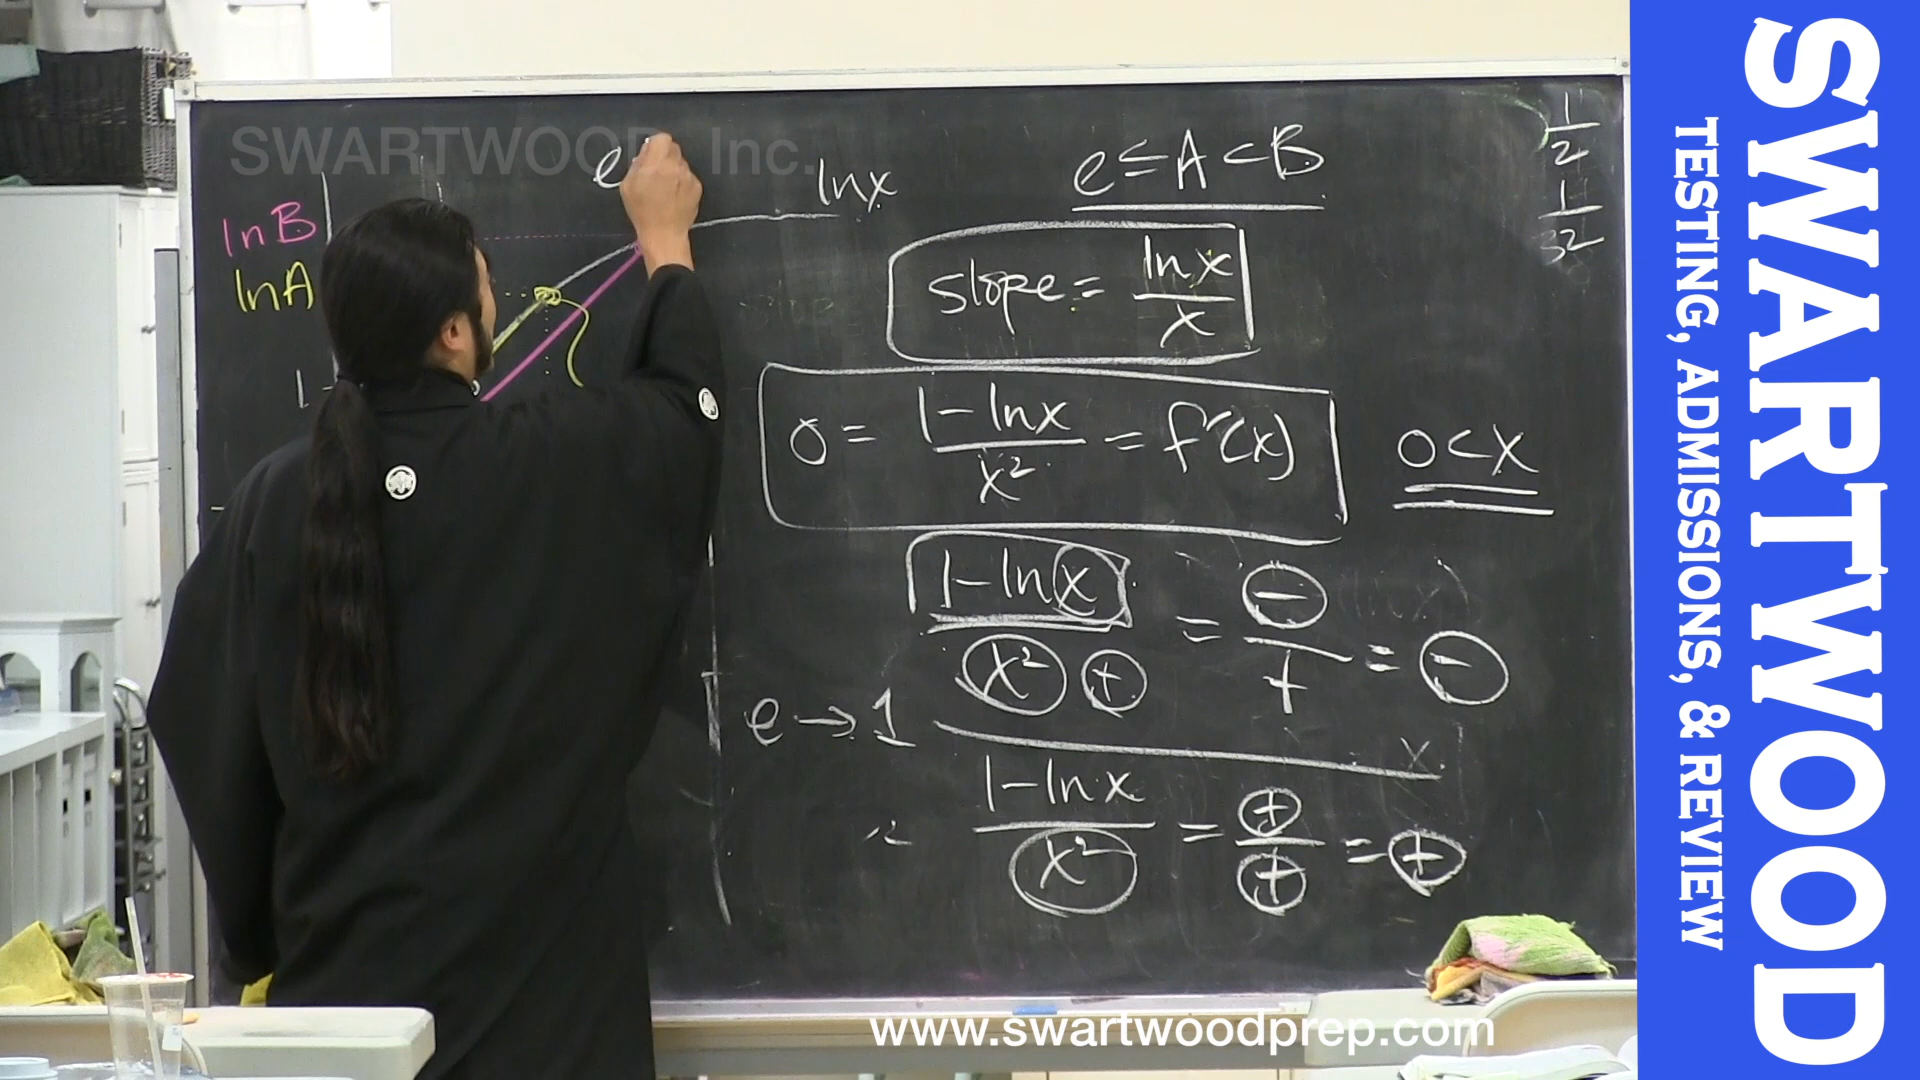 SWARTWOOD Inc.
e
ln x
e ≤ A < B
1/2
1/32
ln B
ln A
1
slope = ln x / x
0 = 1 - ln x / x² = f'(x)
0 < x
1 - ln x / x² + = - / + = -
e → 1
x
1 - ln x / x² = + / + = +
www.swartwoodprep.com
SWARTWOOD
TESTING, ADMISSIONS, & REVIEW